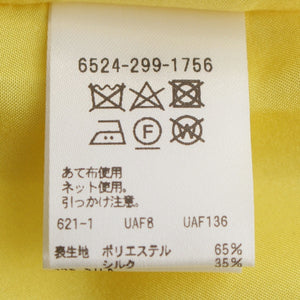 6524-299-1756
F W
あて布使用
ネット使用。
引っかけ注意。
621-1 UAF8 UAF136
表生地 ポリエステル 65%
シルク 35%